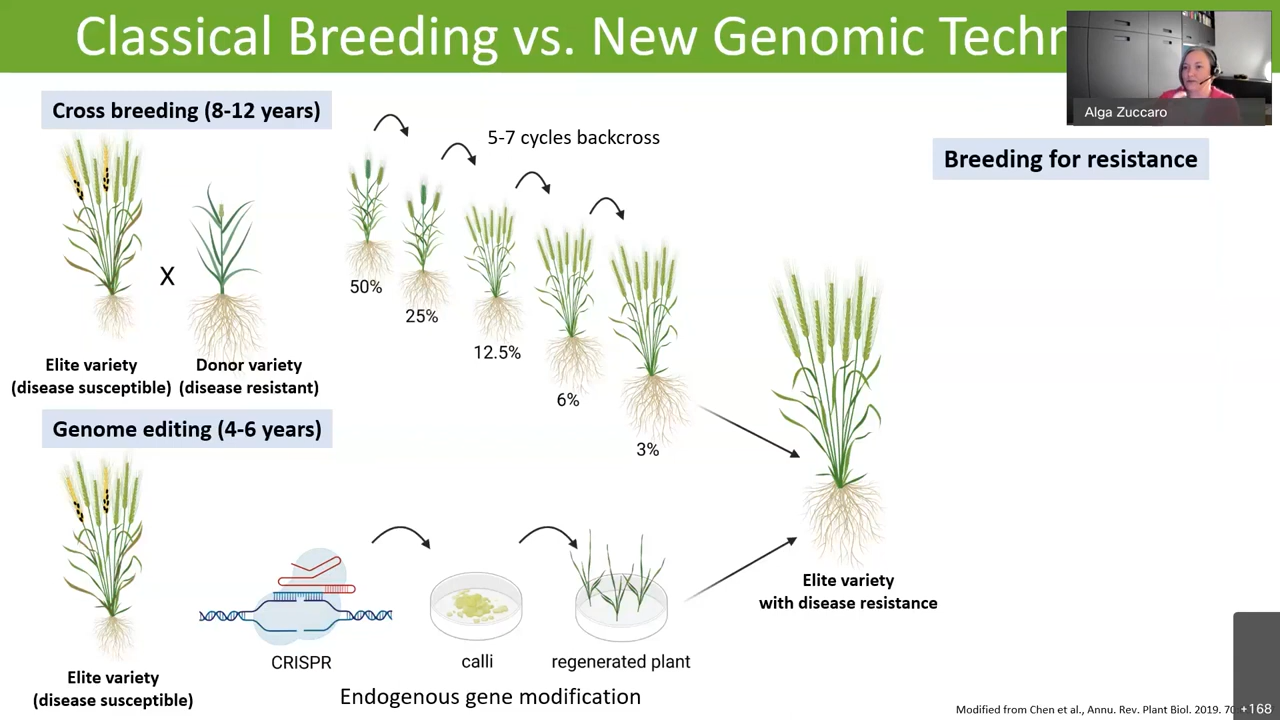 Classical Breeding vs. New Genomic Techn
Alga Zuccaro
Cross breeding (8-12 years)
5-7 cycles backcross
Breeding for resistance
X
50%
25%
12.5%
6%
3%
Elite variety
(disease susceptible)
Donor variety
(disease resistant)
Genome editing (4-6 years)
Elite variety
with disease resistance
CRISPR
calli
regenerated plant
Elite variety
(disease susceptible)
Endogenous gene modification
Modified from Chen et al., Annu. Rev. Plant Biol. 2019.
+168